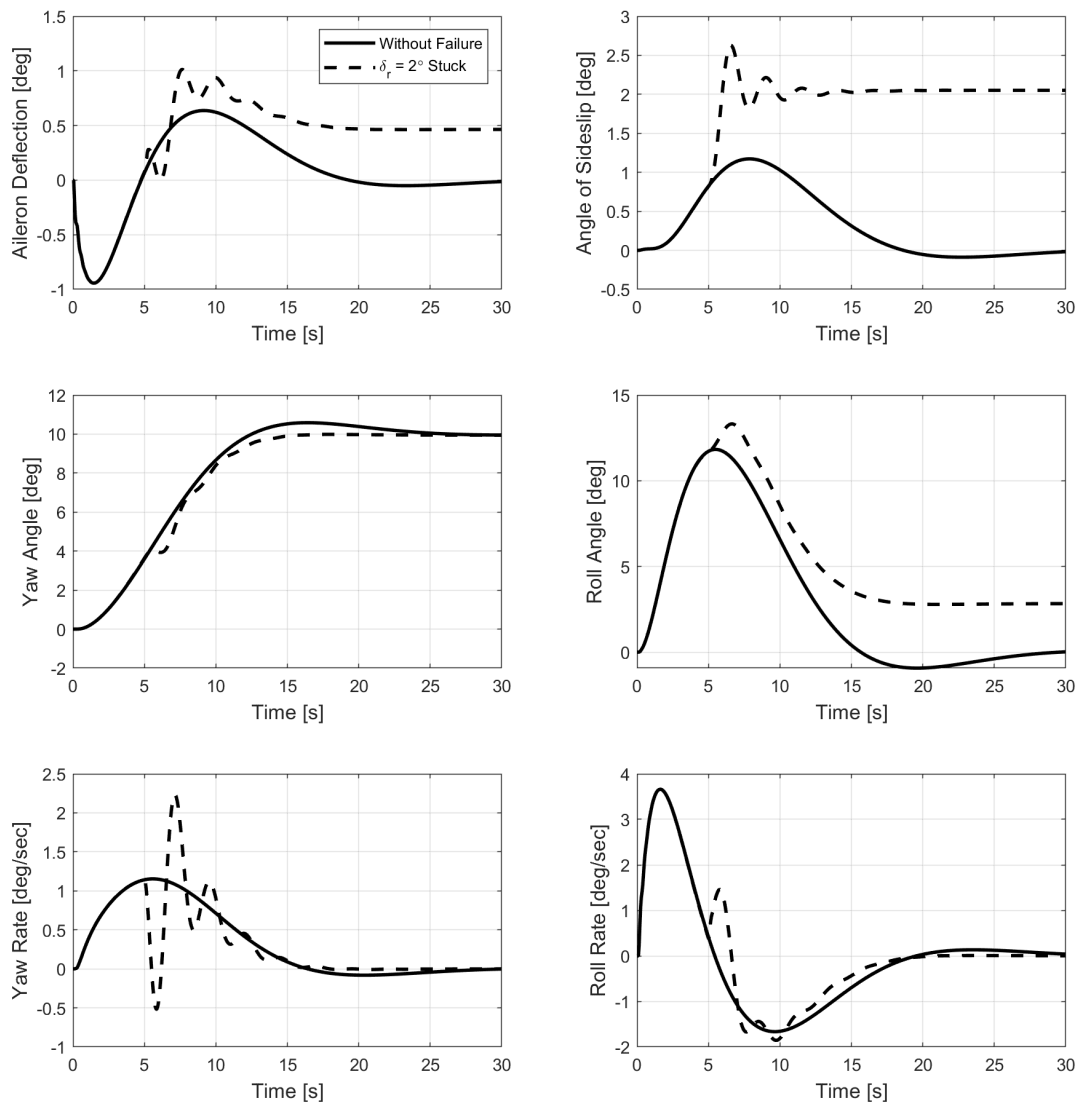 Aileron Deflection [deg]
1.5
1
0.5
0
-0.5
-1
0 5 10 15 20 25 30
Time [s]
Without Failure
δr = 2° Stuck
Angle of Sideslip [deg]
3
2.5
2
1.5
1
0.5
0
-0.5
0 5 10 15 20 25 30
Time [s]
Yaw Angle [deg]
12
10
8
6
4
2
0
-2
0 5 10 15 20 25 30
Time [s]
Roll Angle [deg]
15
10
5
0
0 5 10 15 20 25 30
Time [s]
Yaw Rate [deg/sec]
2.5
2
1.5
1
0.5
0
-0.5
-1
0 5 10 15 20 25 30
Time [s]
Roll Rate [deg/sec]
4
3
2
1
0
-1
-2
0 5 10 15 20 25 30
Time [s]